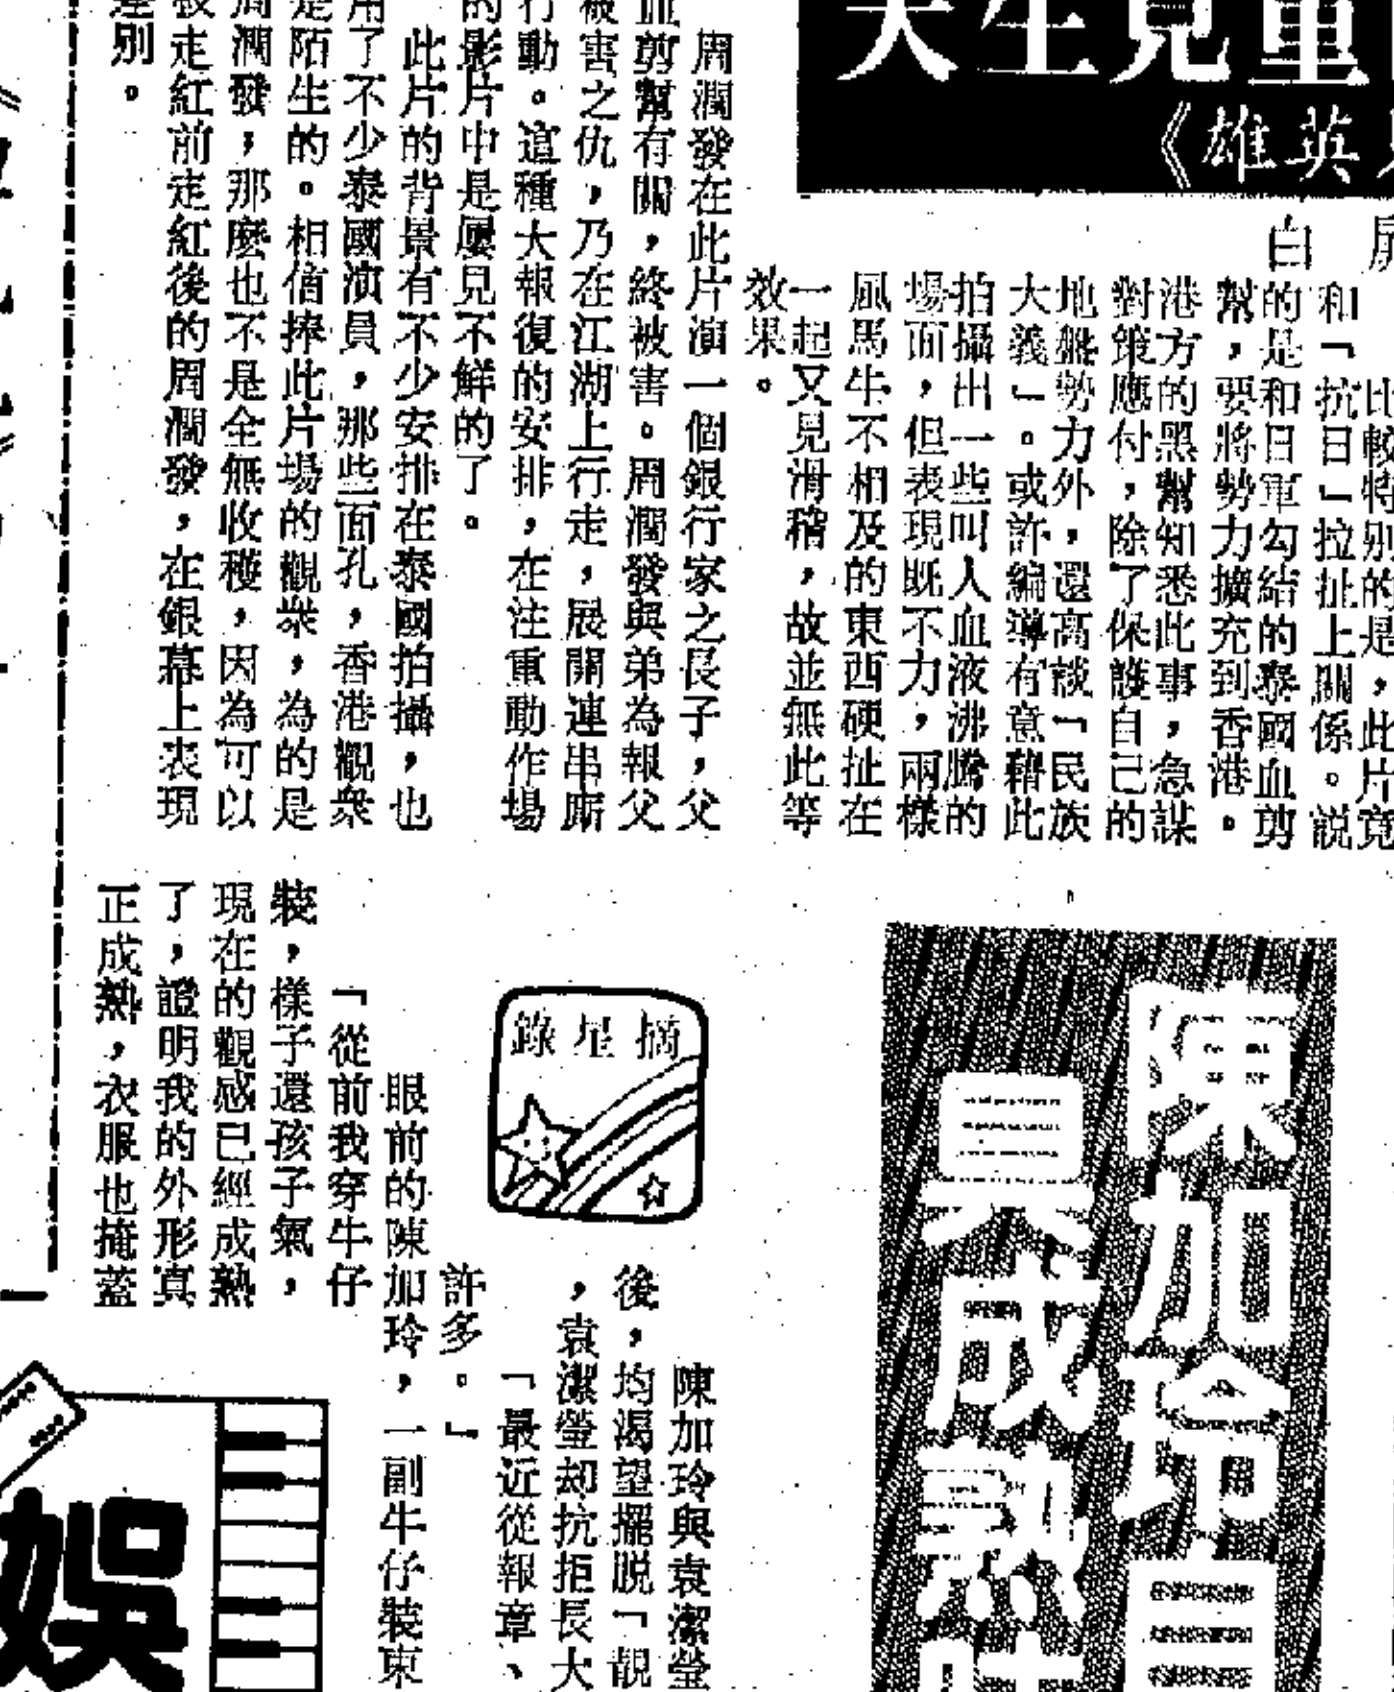 天生兒童
《雄英
白
比較特别的是，此片竟
和「抗日」拉扯上關係。說
的是和日軍勾結的泰國血剪
幫，要將勢力擴充到香港。
港方的黑幫知悉此事，急謀
對策應付，除了保護自己的
地盤勢力外，還高談「民族
大義」。或許編導有意藉此
拍攝出一些叫人血液沸騰的
場面，但表現既不力，兩樣
風馬牛不相及的東西硬扯在
一起又見滑稽，故並無此等
效果。
周潤發在此片演一個銀行家之長子，父
血剪幫有關，終被害。周潤發與弟為報父
被害之仇，乃在江湖上行走，展開連串厮
行動。這種大報復的安排，在注重動作場
的影片中是屢見不鮮的了。
此片的背景有不少安排在泰國拍攝，也
用了不少泰國演員，那些面孔，香港觀衆
是陌生的。相信捧此片場的觀衆，為的是
周潤發，那麽也不是全無收穫，因為可以
走紅前走紅後的周潤發，在銀幕上表現
差别。
陳加玲
成熟
摘星錄
陳加玲與袁潔瑩
後，均渴望擺脱「靚
，袁潔瑩却抗拒長大
「最近從報章、
許多。」
眼前的陳加玲，一副牛仔裝束
「從前我穿牛仔
裝，樣子還孩子氣，
現在的觀感已經成熟
了，證明我的外形真
正成熟，衣服也掩蓋
娛